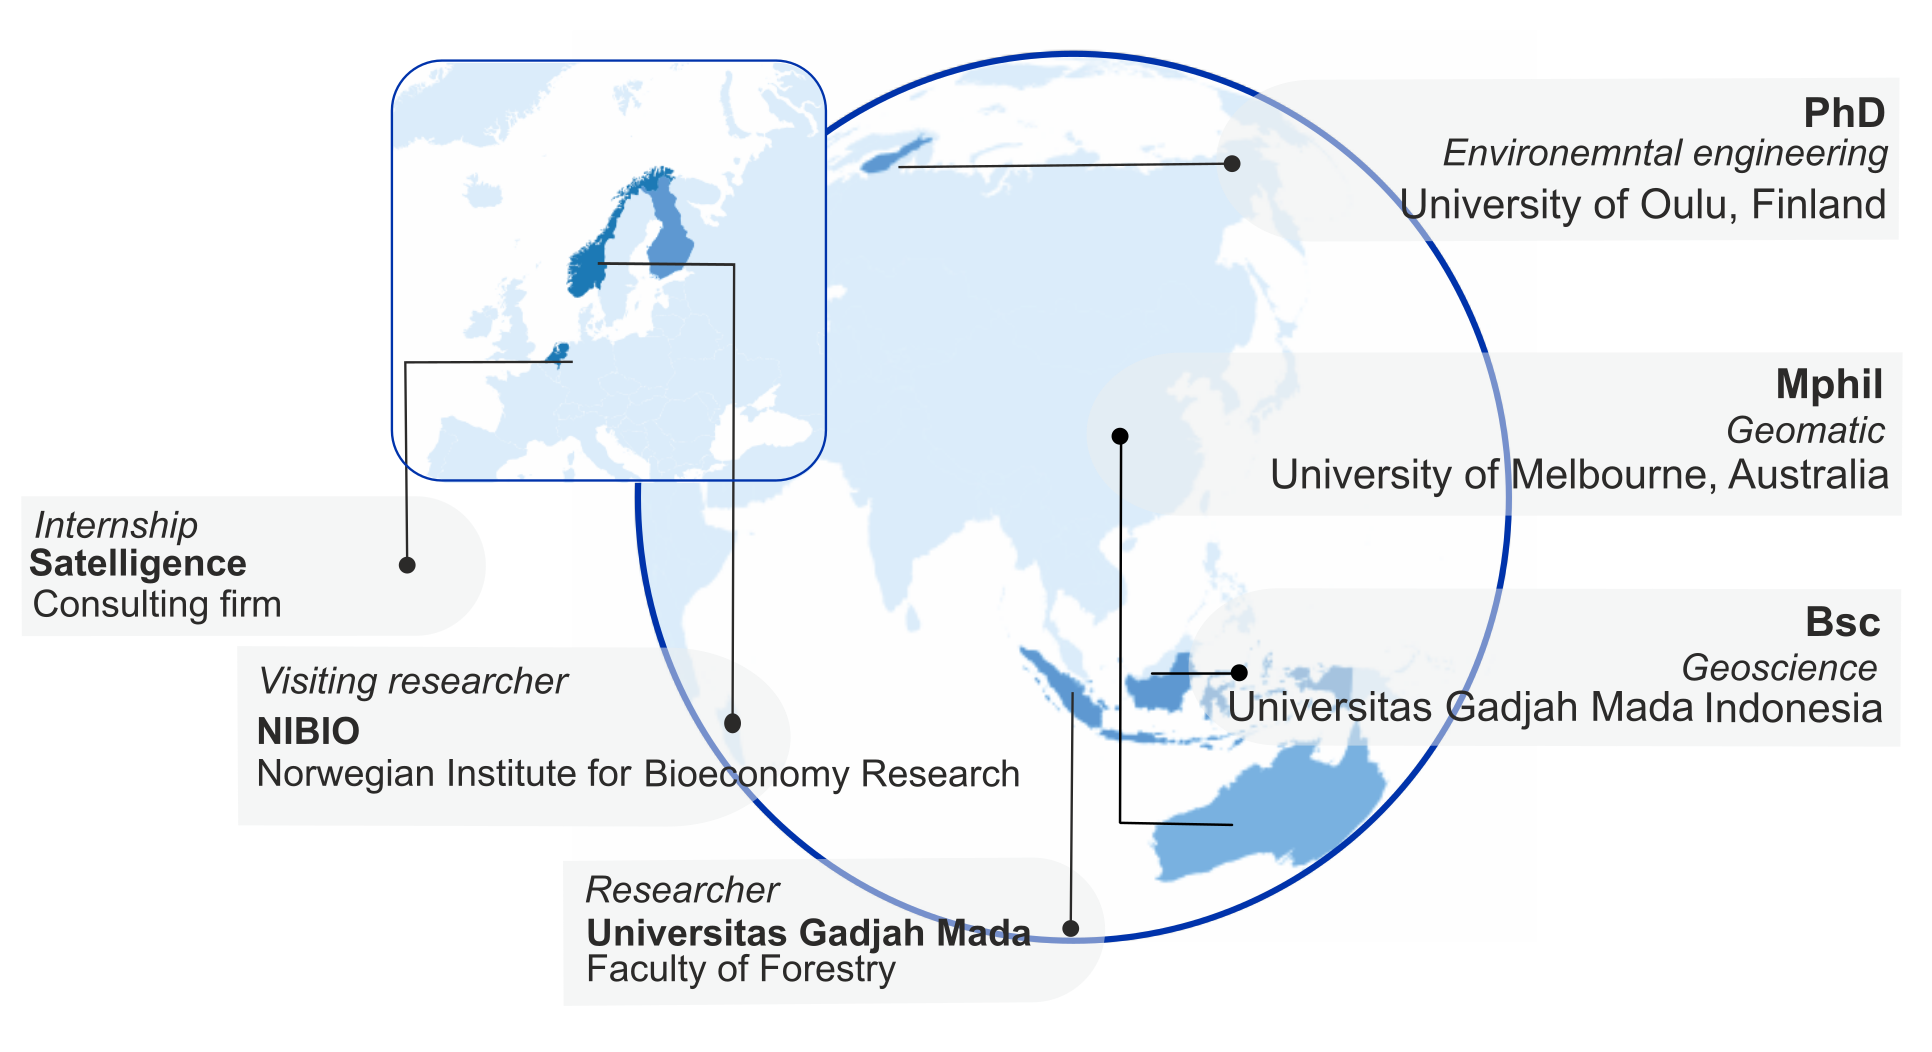 PhD
Environemntal engineering
University of Oulu, Finland
Mphil
Geomatic
University of Melbourne, Australia
Internship
Satelligence
Consulting firm
Bsc
Geoscience
Universitas Gadjah Mada Indonesia
Visiting researcher
NIBIO
Norwegian Institute for Bioeconomy Research
Researcher
Universitas Gadjah Mada
Faculty of Forestry